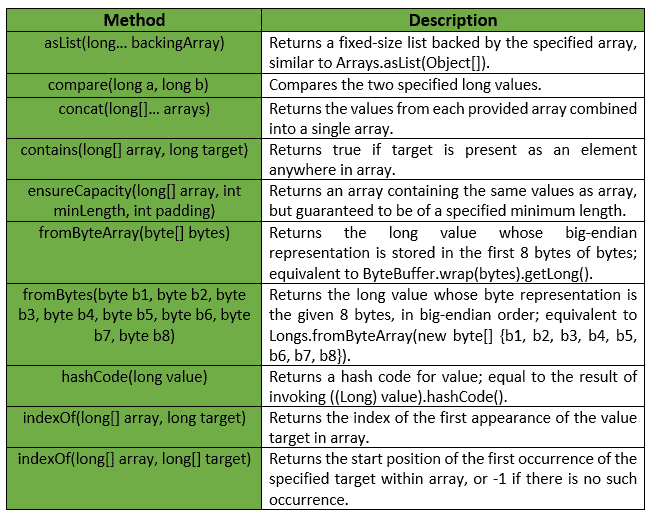 Method
Description
asList(long... backingArray)
Returns a fixed-size list backed by the specified array,
similar to Arrays.asList(Object[]).
compare(long a, long b)
Compares the two specified long values.
concat(long[]... arrays)
Returns the values from each provided array combined
into a single array.
contains(long[] array, long target)
Returns true if target is present as an element
anywhere in array.
ensureCapacity(long[] array, int
minLength, int padding)
Returns an array containing the same values as array,
but guaranteed to be of a specified minimum length.
fromByteArray(byte[] bytes)
Returns the long value whose big-endian
representation is stored in the first 8 bytes of bytes;
equivalent to ByteBuffer.wrap(bytes).getLong().
fromBytes(byte b1, byte b2, byte
b3, byte b4, byte b5, byte b6, byte
b7, byte b8)
Returns the long value whose byte representation is
the given 8 bytes, in big-endian order; equivalent to
Longs.fromByteArray(new byte[] {b1, b2, b3, b4, b5,
b6, b7, b8}).
hashCode(long value)
Returns a hash code for value; equal to the result of
invoking ((Long) value).hashCode().
indexOf(long[] array, long target)
Returns the index of the first appearance of the value
target in array.
indexOf(long[] array, long[] target)
Returns the start position of the first occurrence of the
specified target within array, or -1 if there is no such
occurrence.